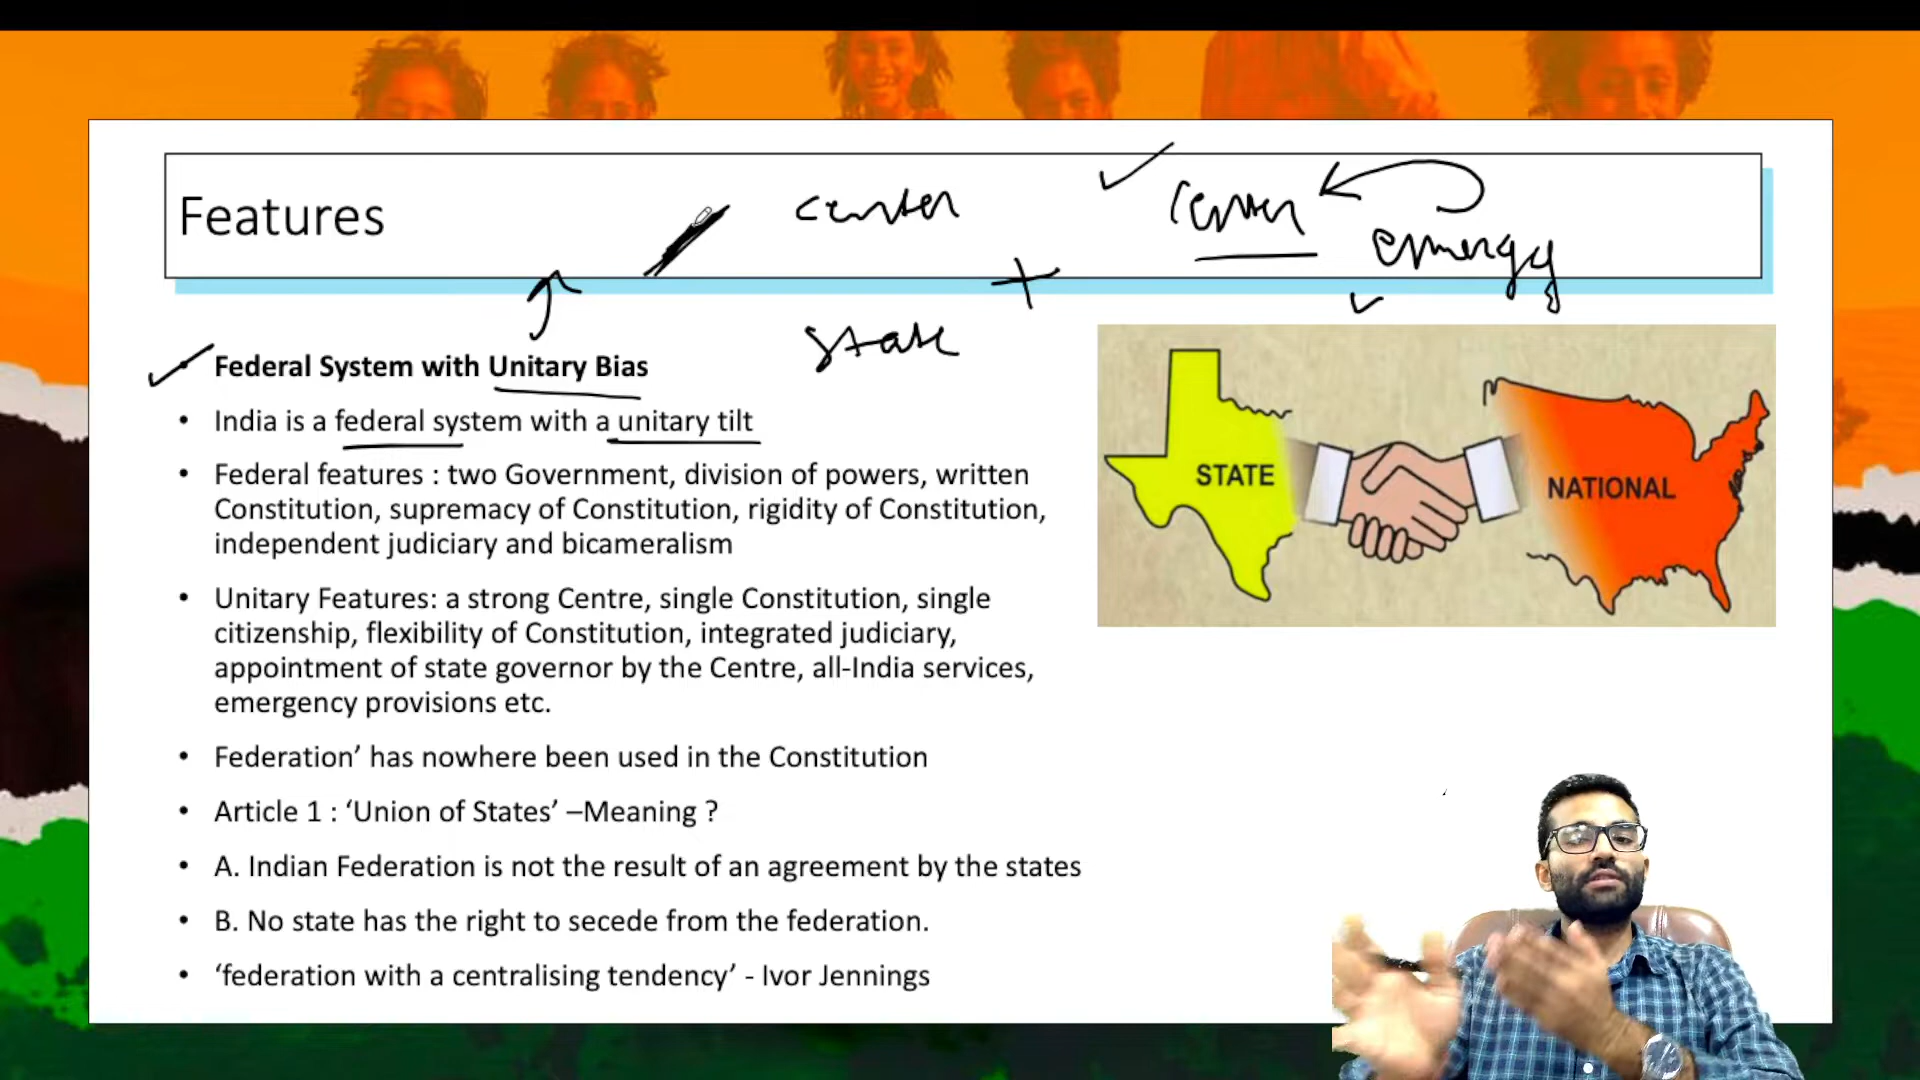 Features
center
center
emergy
+
state
Federal System with Unitary Bias
• India is a federal system with a unitary tilt
• Federal features : two Government, division of powers, written
Constitution, supremacy of Constitution, rigidity of Constitution,
independent judiciary and bicameralism
• Unitary Features: a strong Centre, single Constitution, single
citizenship, flexibility of Constitution, integrated judiciary,
appointment of state governor by the Centre, all-India services,
emergency provisions etc.
• Federation’ has nowhere been used in the Constitution
• Article 1 : ‘Union of States’ –Meaning ?
• A. Indian Federation is not the result of an agreement by the states
• B. No state has the right to secede from the federation.
• ‘federation with a centralising tendency’ - Ivor Jennings
STATE
NATIONAL